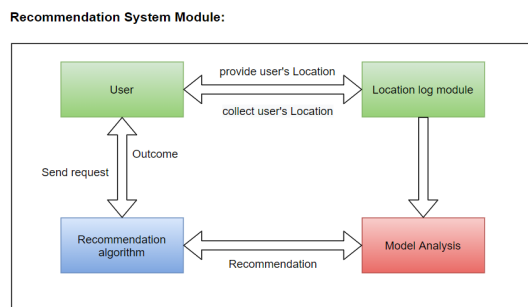 Recommendation System Module:
provide user's Location
User
Location log module
collect user's Location
Outcome
Send request
Recommendation
algorithm
Model Analysis
Recommendation